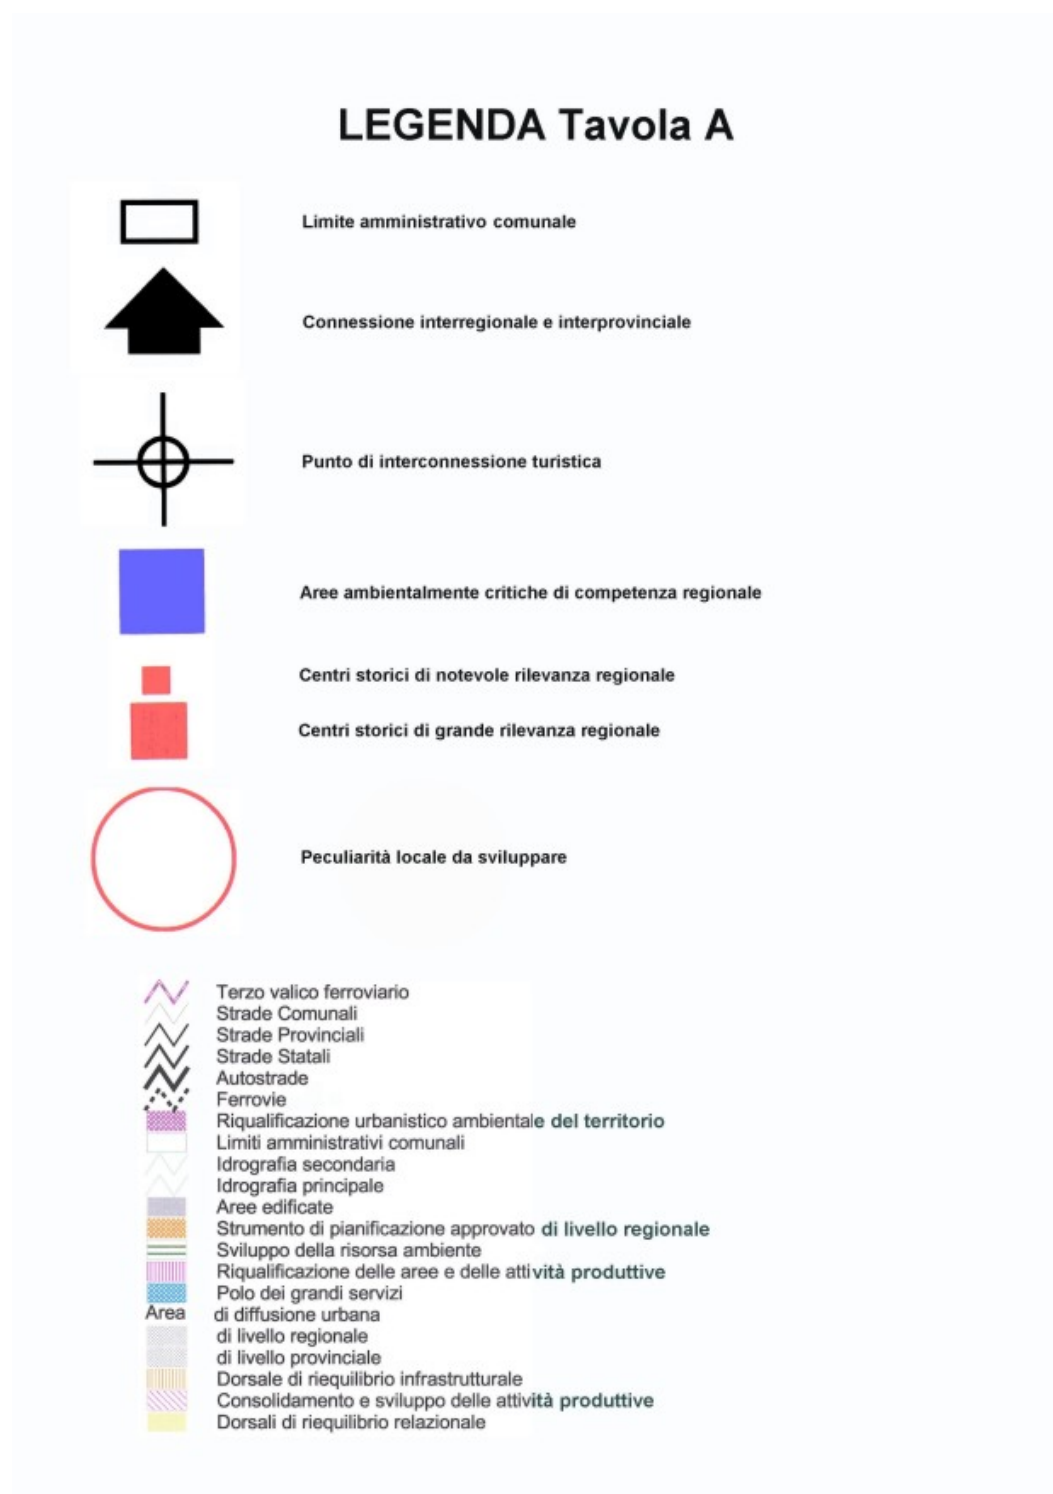 LEGENDA Tavola A
Limite amministrativo comunale
Connessione interregionale e interprovinciale
Punto di interconnessione turistica
Aree ambientalmente critiche di competenza regionale
Centri storici di notevole rilevanza regionale
Centri storici di grande rilevanza regionale
Peculiarità locale da sviluppare
Terzo valico ferroviario
Strade Comunali
Strade Provinciali
Strade Statali
Autostrade
Ferrovie
Riqualificazione urbanistico ambientale del territorio
Limiti amministrativi comunali
Idrografia secondaria
Idrografia principale
Aree edificate
Strumento di pianificazione approvato di livello regionale
Sviluppo della risorsa ambiente
Riqualificazione delle aree e delle attività produttive
Polo dei grandi servizi
Area di diffusione urbana
di livello regionale
di livello provinciale
Dorsale di riequilibrio infrastrutturale
Consolidamento e sviluppo delle attività produttive
Dorsali di riequilibrio relazionale